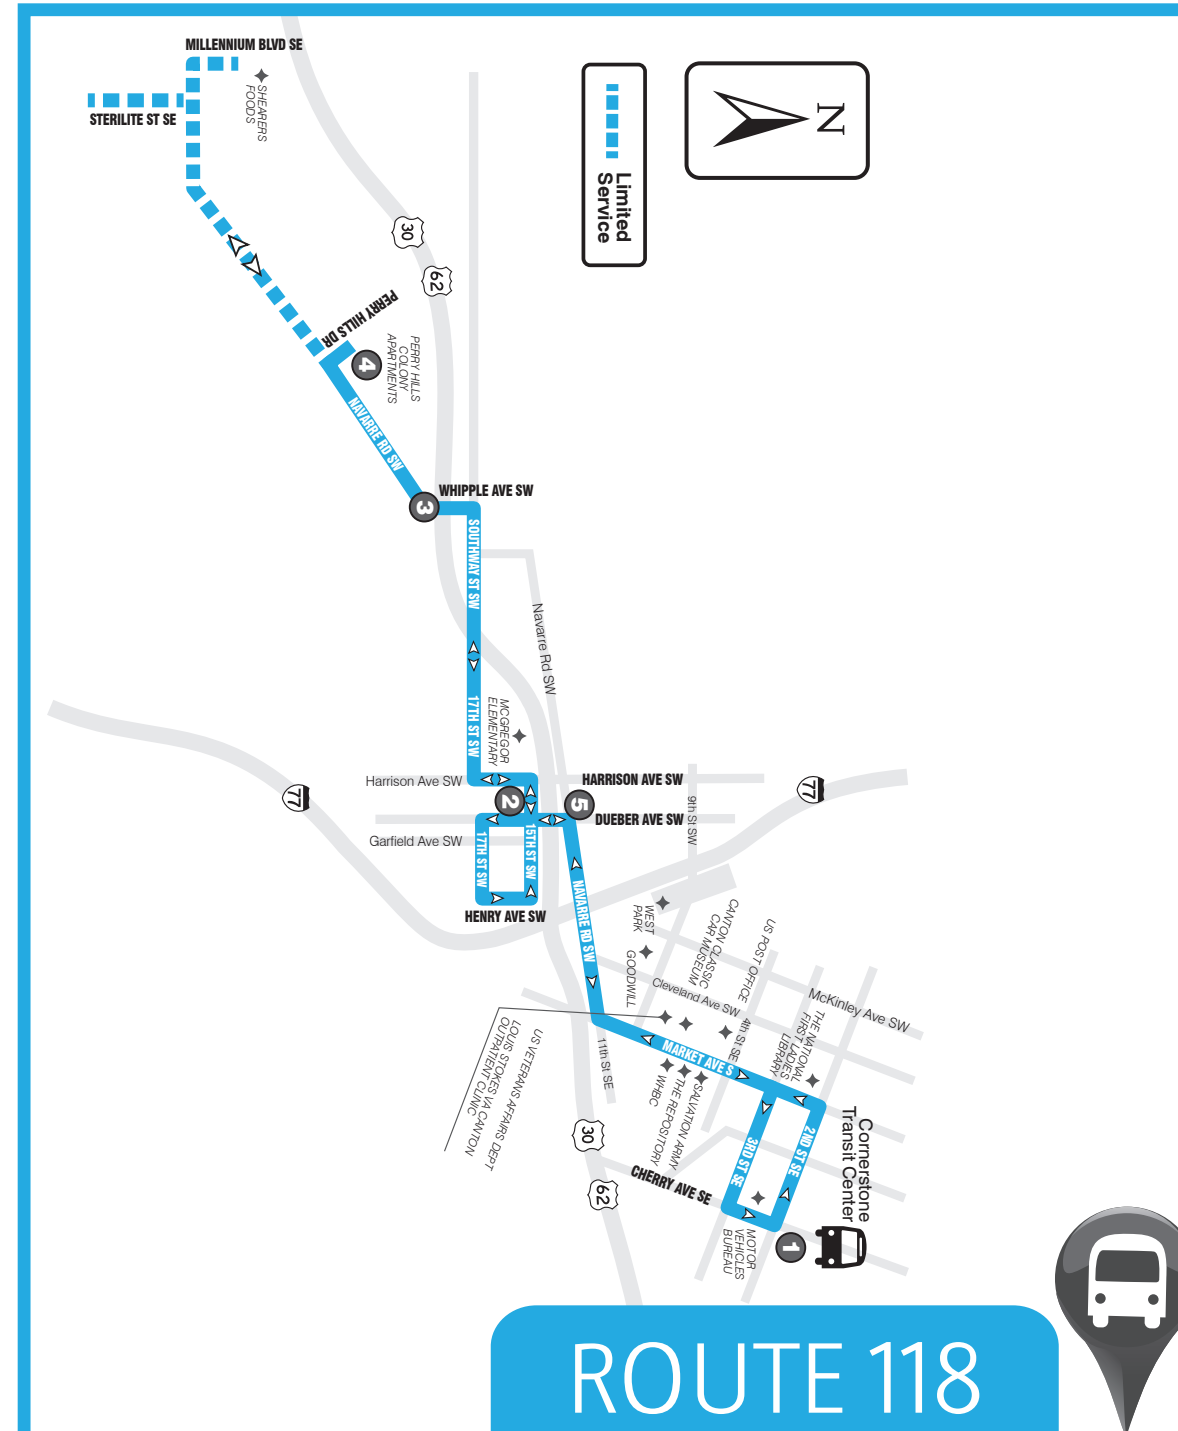 MILLENNIUM BLVD SE
STERILITE ST SE
SHEARERS
FOODS
Limited
Service
N
30
62
PERRY HILLS DR
PERRY HILLS
COLONY
APARTMENTS
4
NAVARRE RD SW
WHIPPLE AVE SW
3
SOUTHWAY ST SW
Navarre Rd SW
17TH ST SW
MCGREGOR
ELEMENTARY
Harrison Ave SW
HARRISON AVE SW
77
77
2
5
DUEBER AVE SW
9th St SW
Garfield Ave SW
17TH ST SW
15TH ST SW
HENRY AVE SW
NAVARRE RD SW
WEST
PARK
GOODWILL
CANTON CLASSIC
CAR MUSEUM
US POST OFFICE
Cleveland Ave SW
McKinley Ave SW
THE NATIONAL
FIRST LADIES
LIBRARY
4th St SE
11th St SE
MARKET AVE S
US VETERANS AFFAIRS DEPT
LOUIS STOKES VA CANTON
OUTPATIENT CLINIC
SALVATION ARMY
THE REPOSITORY
WHBC
30
62
3RD ST SE
2ND ST SE
CHERRY AVE SE
Cornerstone
Transit Center
1
MOTOR
VEHICLES
BUREAU
ROUTE 118